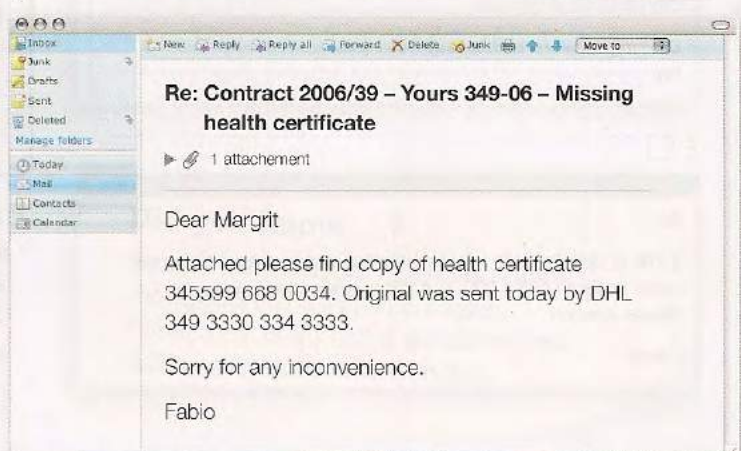 Inbox
New Reply Reply all Forward Delete Junk Move to
Junk
Drafts
Sent
Deleted
Manage folders
Today
Mail
Contacts
Calendar
Re: Contract 2006/39 – Yours 349-06 – Missing
health certificate
1 attachement
Dear Margrit
Attached please find copy of health certificate
345599 668 0034. Original was sent today by DHL
349 3330 334 3333.
Sorry for any inconvenience.
Fabio